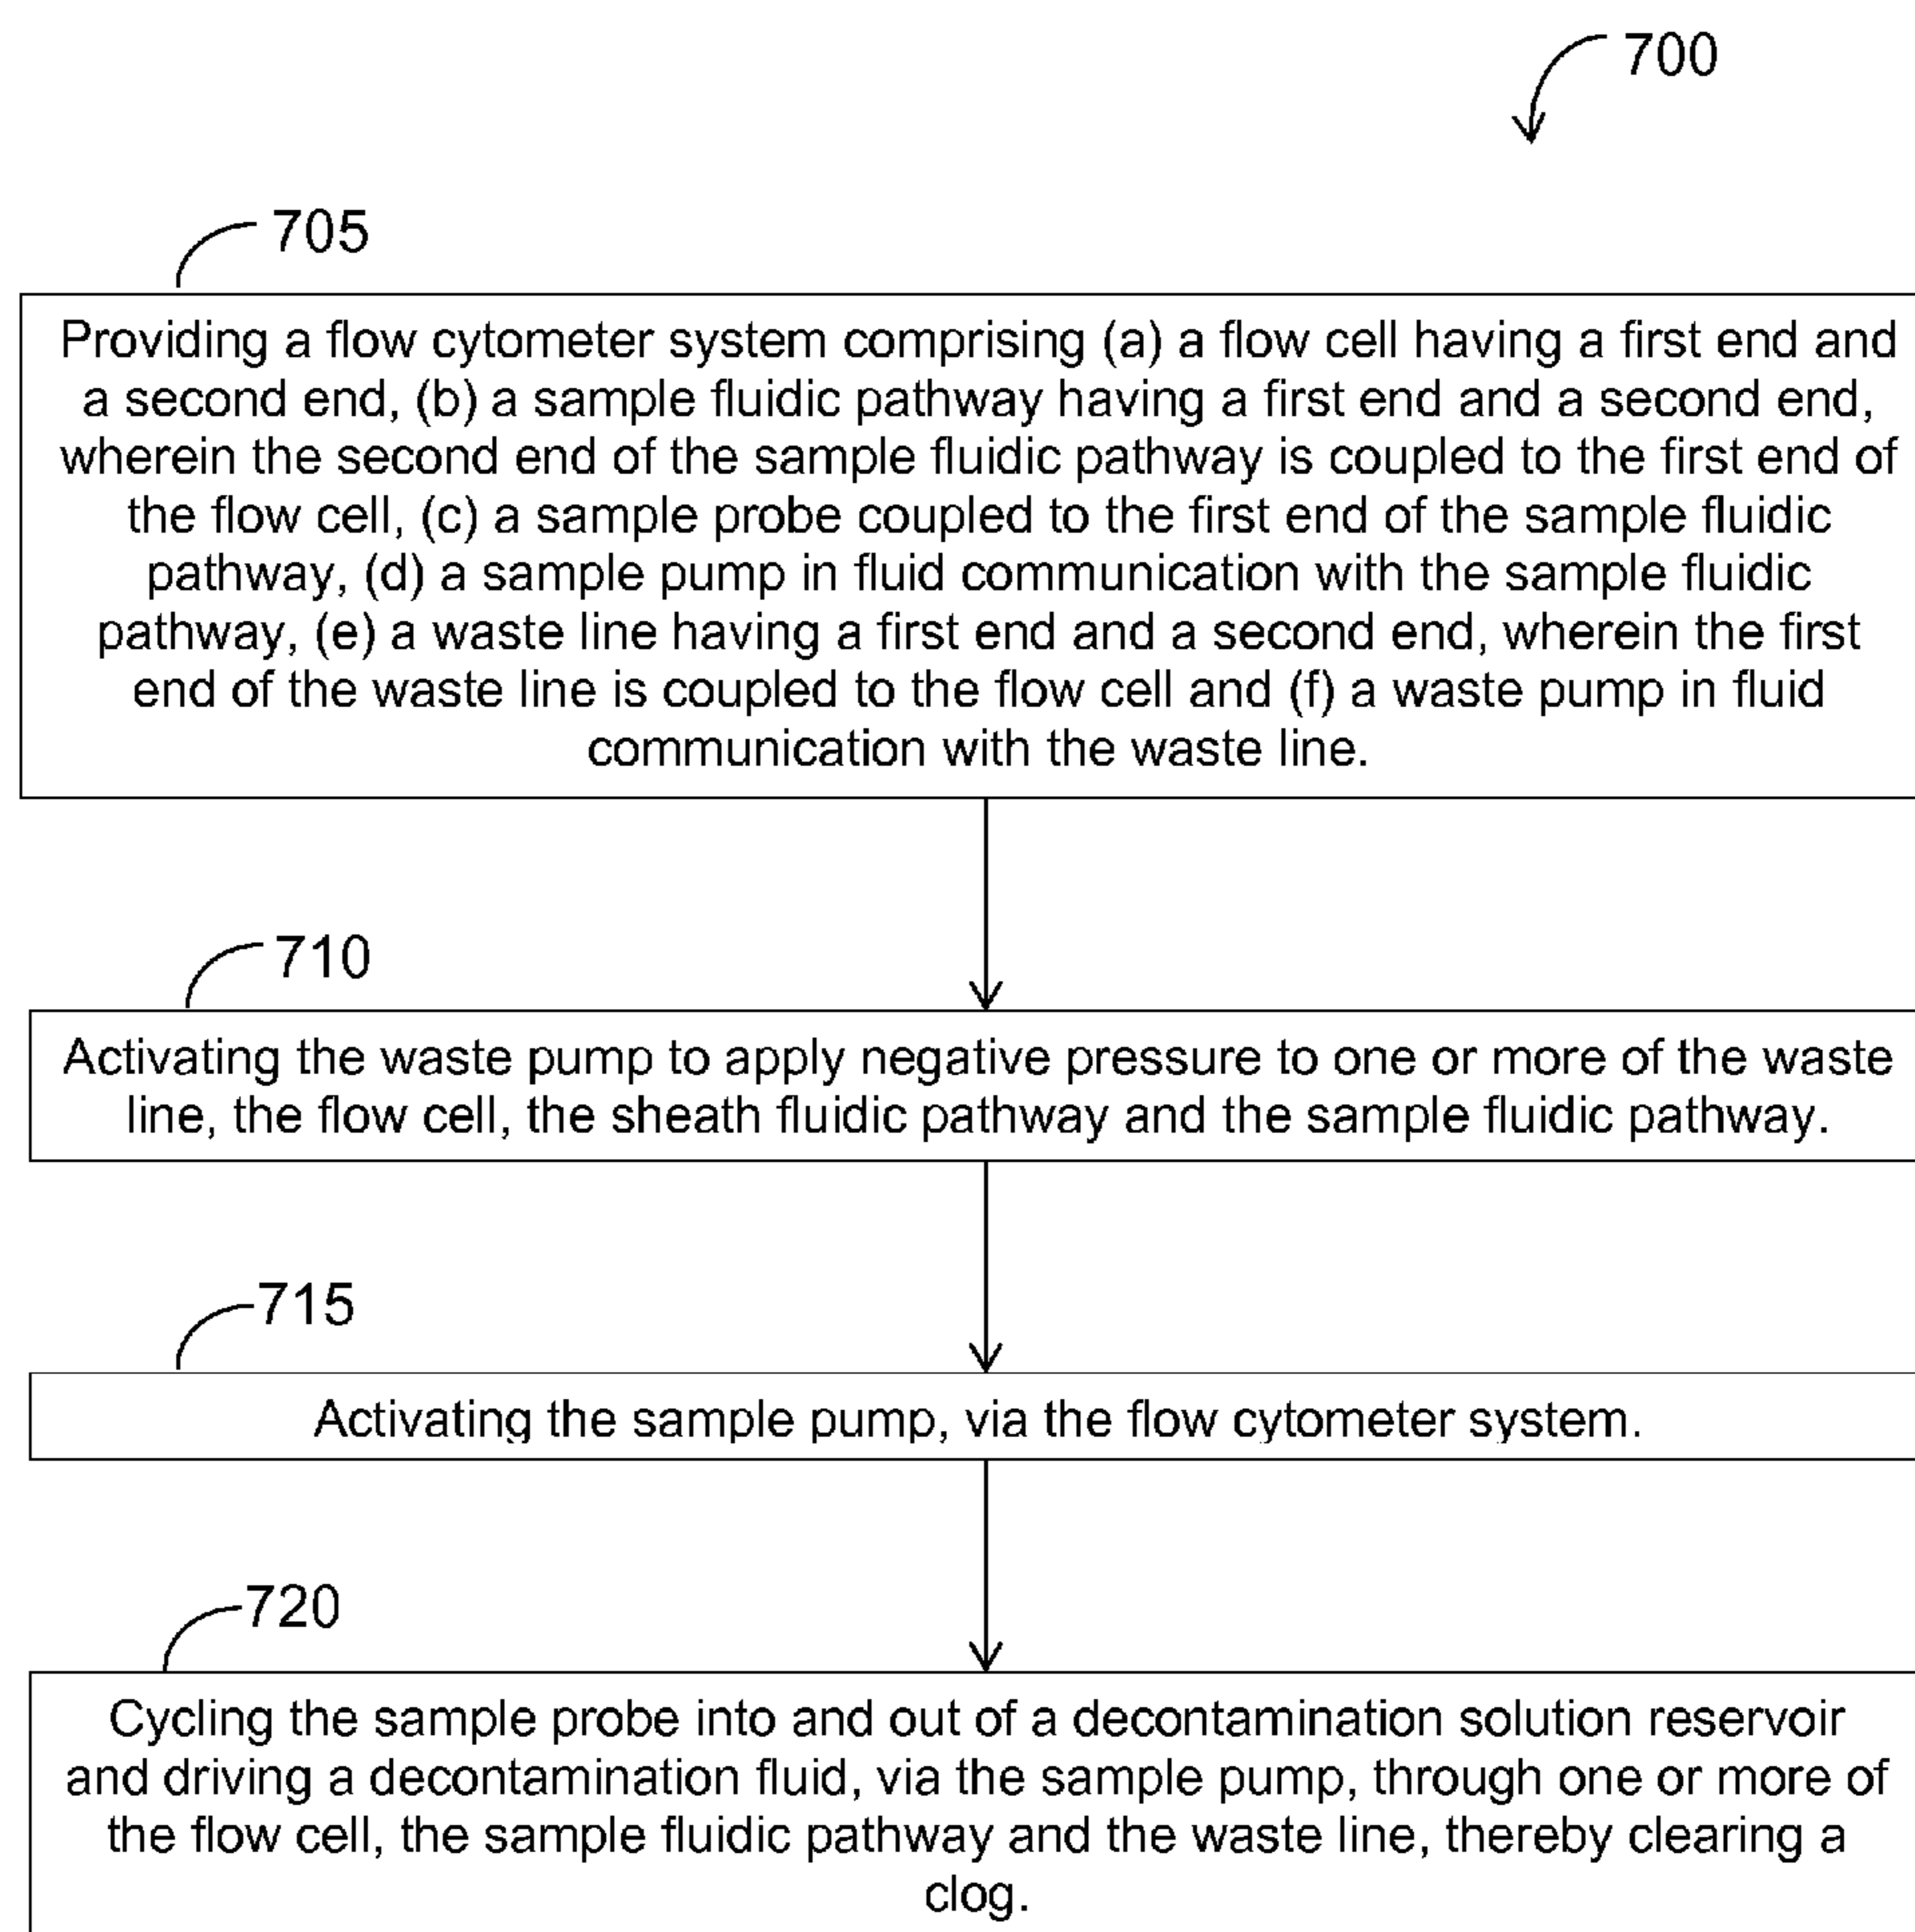 700
705
Providing a flow cytometer system comprising (a) a flow cell having a first end and
a second end, (b) a sample fluidic pathway having a first end and a second end,
wherein the second end of the sample fluidic pathway is coupled to the first end of
the flow cell, (c) a sample probe coupled to the first end of the sample fluidic
pathway, (d) a sample pump in fluid communication with the sample fluidic
pathway, (e) a waste line having a first end and a second end, wherein the first
end of the waste line is coupled to the flow cell and (f) a waste pump in fluid
communication with the waste line.
710
Activating the waste pump to apply negative pressure to one or more of the waste
line, the flow cell, the sheath fluidic pathway and the sample fluidic pathway.
715
Activating the sample pump, via the flow cytometer system.
720
Cycling the sample probe into and out of a decontamination solution reservoir
and driving a decontamination fluid, via the sample pump, through one or more of
the flow cell, the sample fluidic pathway and the waste line, thereby clearing a
clog.